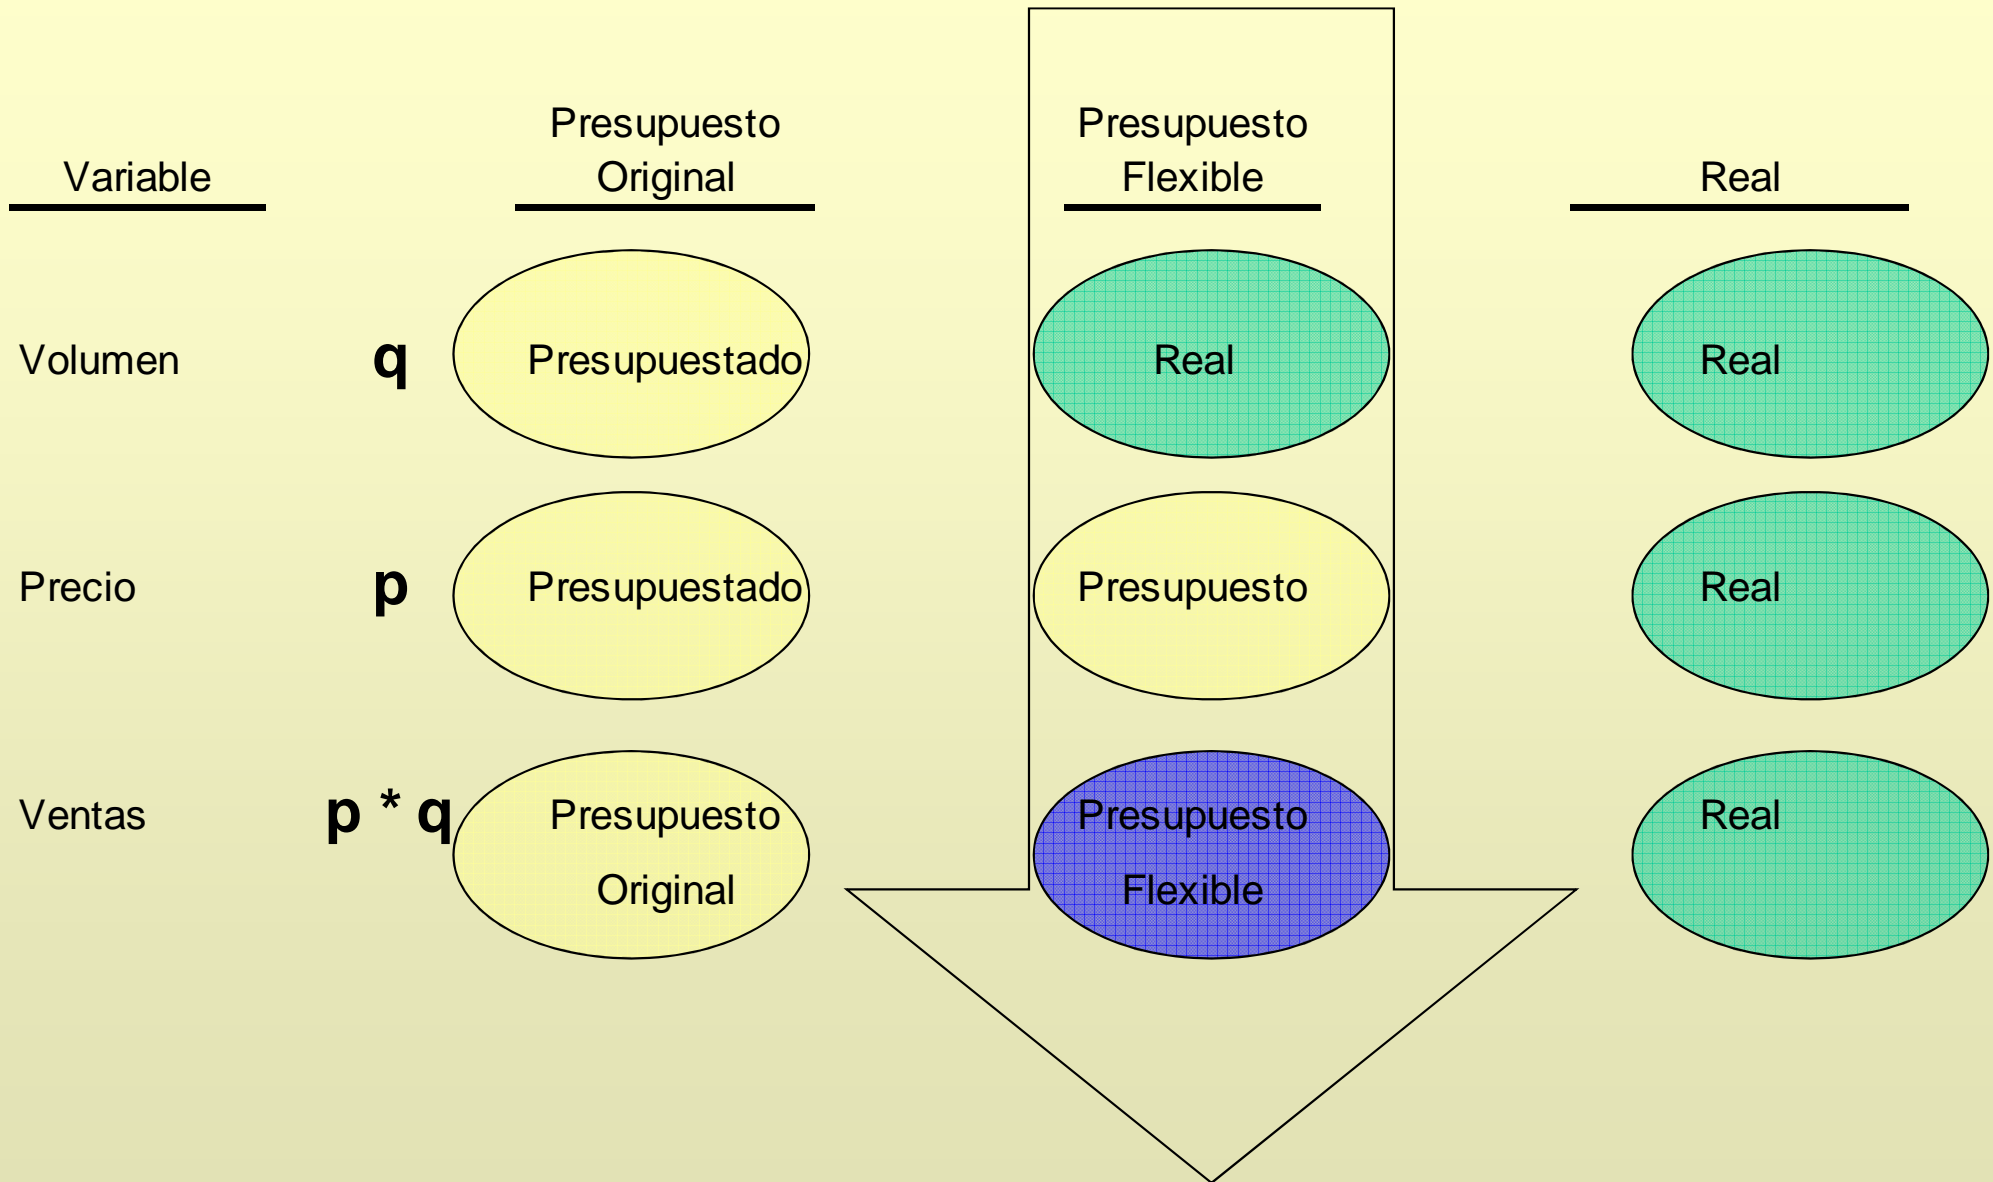 Presupuesto Presupuesto
Variable Original Flexible Real
Volumen q Presupuestado Real Real
Precio p Presupuestado Presupuesto Real
Ventas p * q Presupuesto Presupuesto Real
Original Flexible